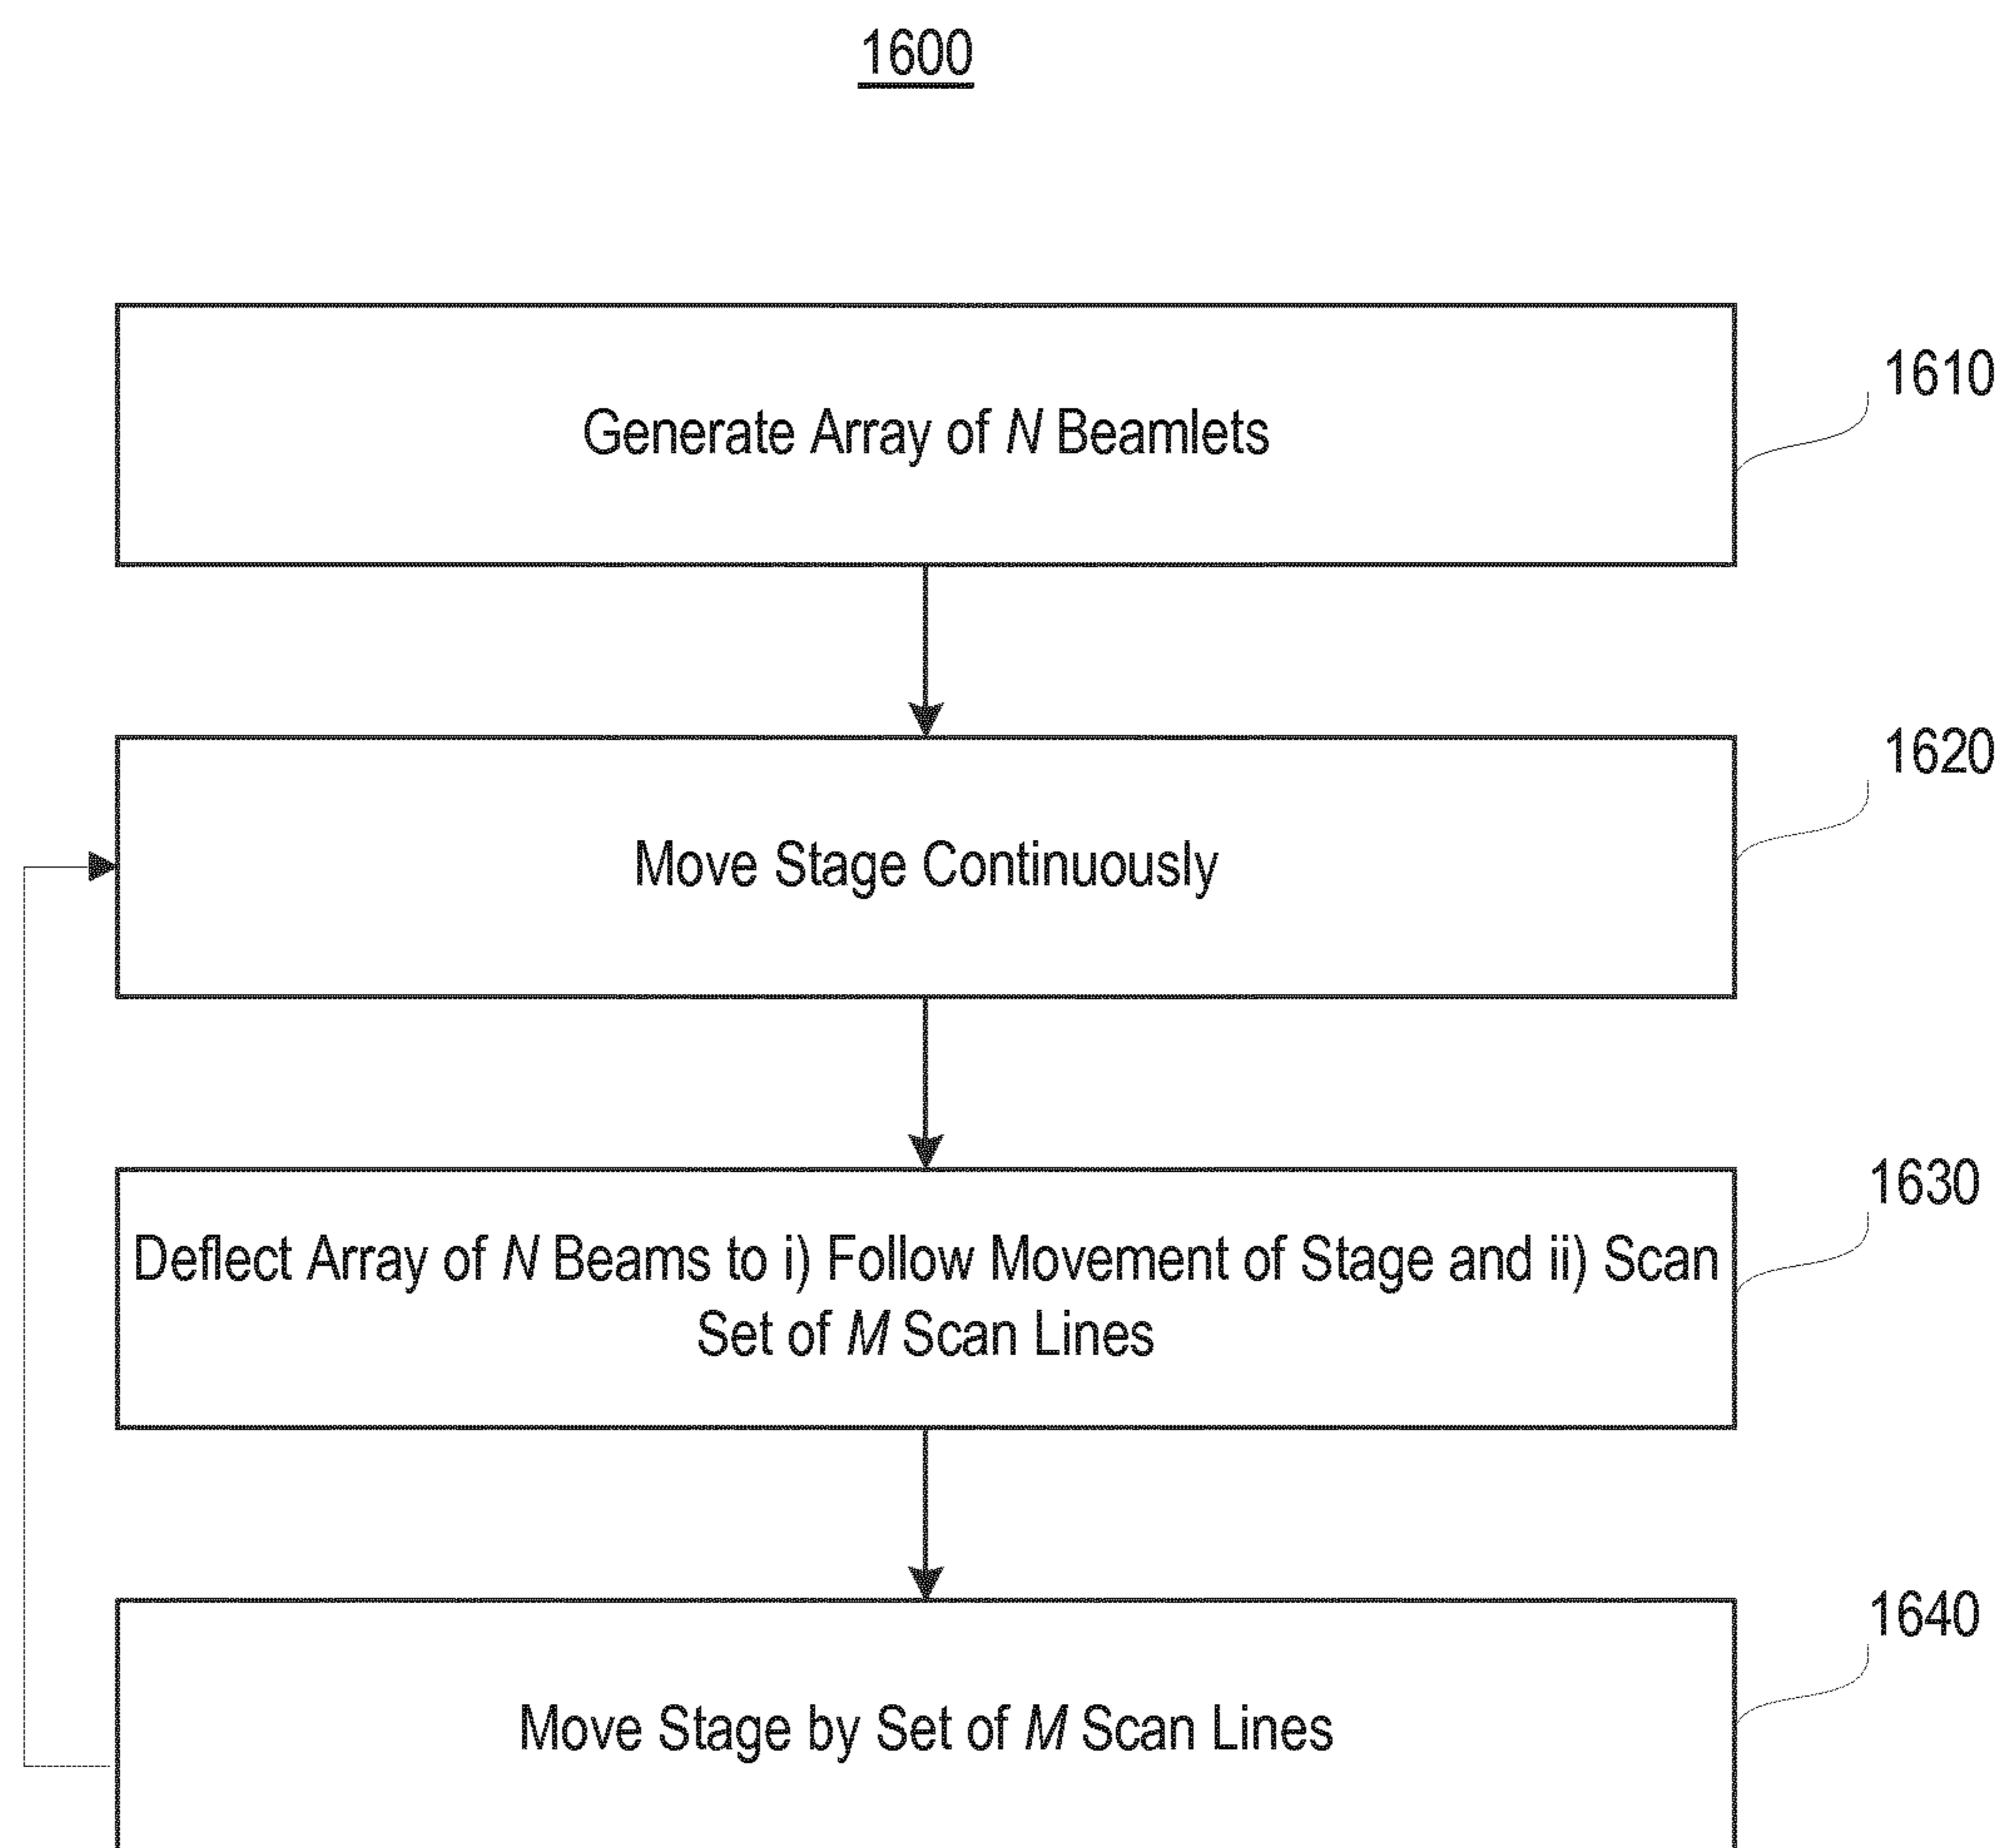 1600
Generate Array of N Beamlets
1610
Move Stage Continuously
1620
Deflect Array of N Beams to i) Follow Movement of Stage and ii) Scan
Set of M Scan Lines
1630
Move Stage by Set of M Scan Lines
1640